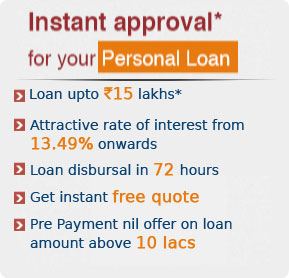 Instant approval*
for your Personal Loan
Loan upto ₹15 lakhs*
Attractive rate of interest from
13.49% onwards
Loan disbursal in 72 hours
Get instant free quote
Pre Payment nil offer on loan
amount above 10 lacs